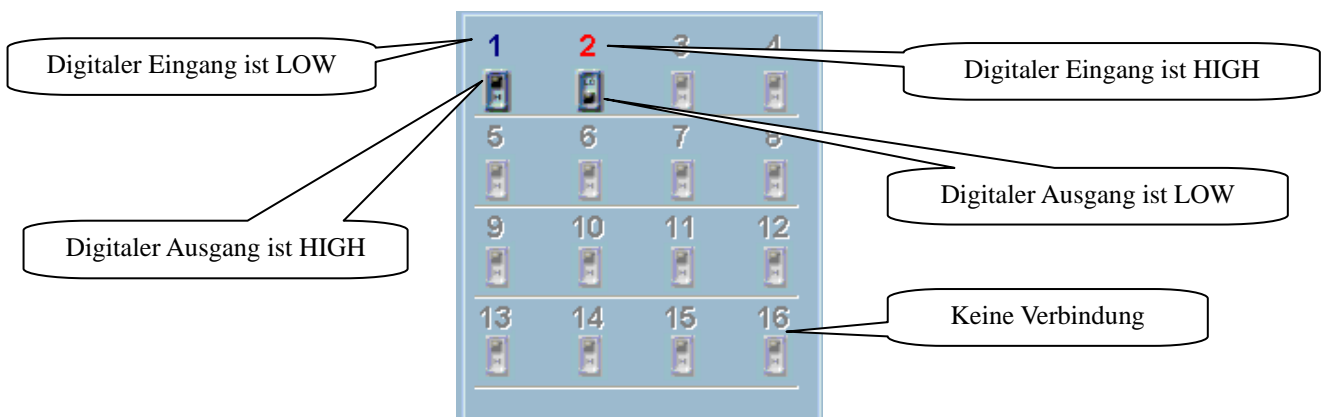 Digitaler Eingang ist LOW
1 2 3 4
Digitaler Eingang ist HIGH
5 6 7 8
Digitaler Ausgang ist LOW
Digitaler Ausgang ist HIGH
9 10 11 12
13 14 15 16
Keine Verbindung